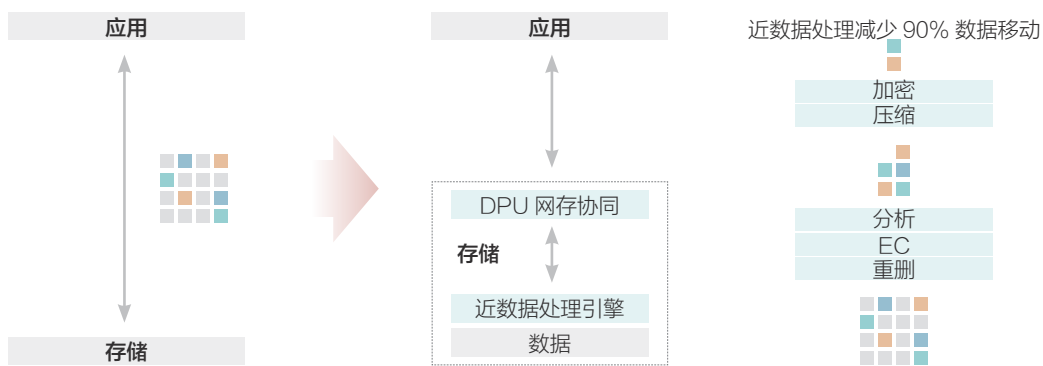 应用
存储
应用
DPU 网存协同
存储
近数据处理引擎
数据
近数据处理减少 90% 数据移动
加密
压缩
分析
EC
重删